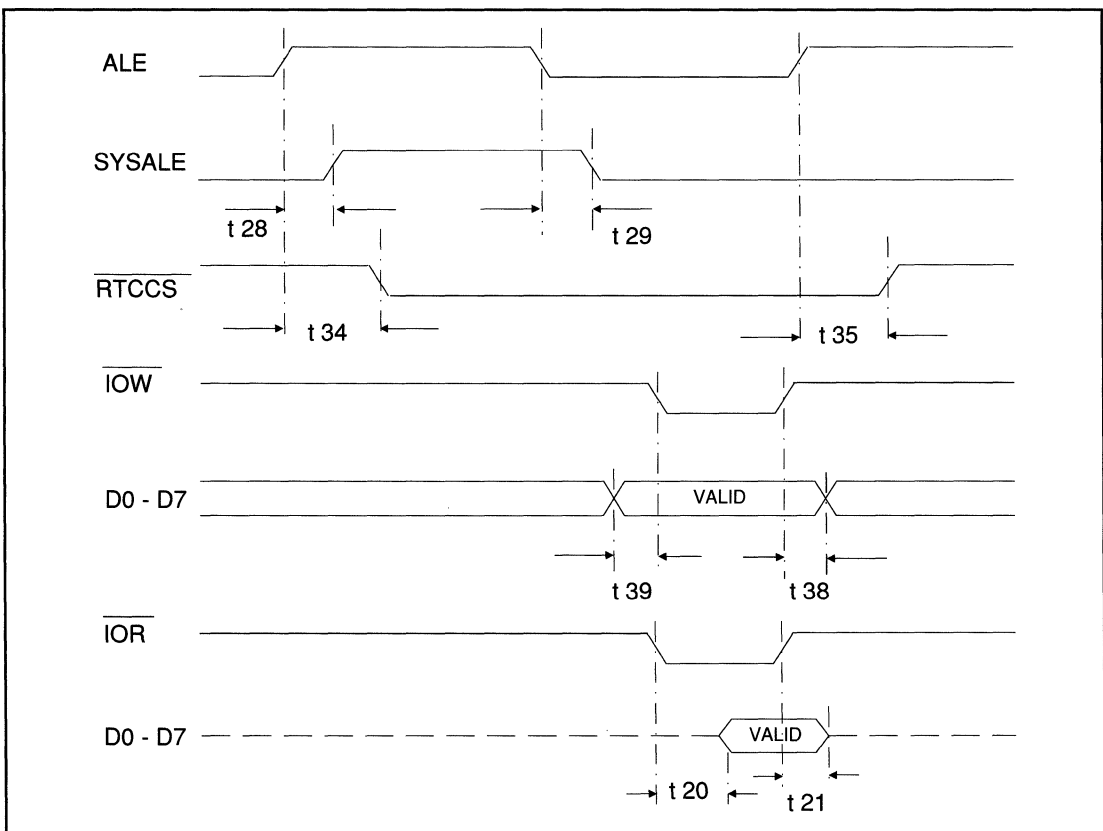 ALE
SYSALE
t 28
t 29
RTCCS
t 34
t 35
IOW
D0 - D7
VALID
t 39
t 38
IOR
D0 - D7
VALID
t 20
t 21